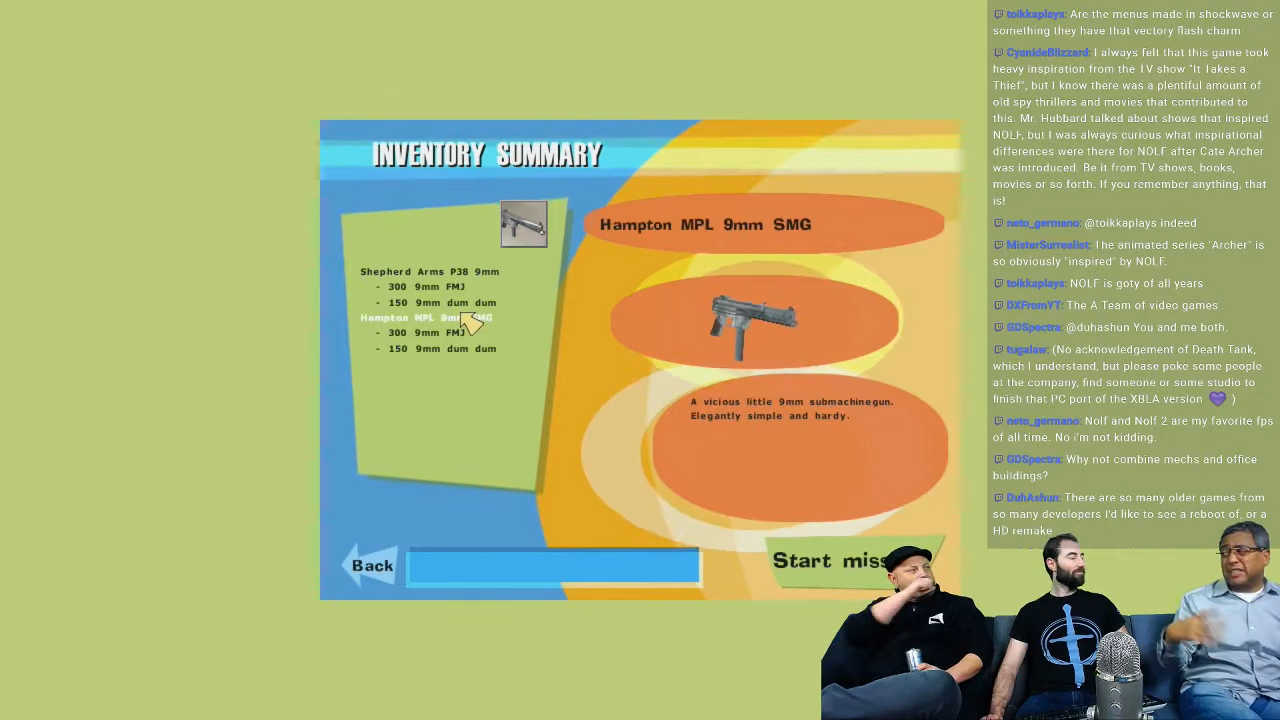 INVENTORY SUMMARY
Shepherd Arms P38 9mm
- 300 9mm FMJ
- 150 9mm dum dum
Hampton MPL 9mm SMG
- 300 9mm FMJ
- 150 9mm dum dum
Hampton MPL 9mm SMG
A vicious little 9mm submachinegun.
Elegantly simple and hardy.
Back
Start miss
toikkaplays: Are the menus made in shockwave or
something they have that vectory flash charm
CyanideBlizzard: I always felt that this game took
heavy inspiration from the TV show "It Takes a
Thief", but I know there was a plentiful amount of
old spy thrillers and movies that contributed to
this. Mr. Hubbard talked about shows that inspired
NOLF, but I was always curious what inspirational
differences were there for NOLF after Cate Archer
was introduced. Be it from TV shows, books,
movies or so forth. If you remember anything, that
is!
neto_germano: @toikkaplays indeed
MisterSurrealist: The animated series "Archer" is
so obviously "inspired" by NOLF.
toikkaplays: NOLF is goty of all years
DXFromYT: The A Team of video games
GDSpectra: @duhashun You and me both.
tugalaw: (No acknowledgement of Death Tank,
which I understand, but please poke some people
at the company, find someone or some studio to
finish that PC port of the XBLA version 💜 )
neto_germano: Nolf and Nolf 2 are my favorite fps
of all time. No i'm not kidding.
GDSpectra: Why not combine mechs and office
buildings?
DuhAshun: There are so many older games from
so many developers I'd like to see a reboot of, or a
HD remake